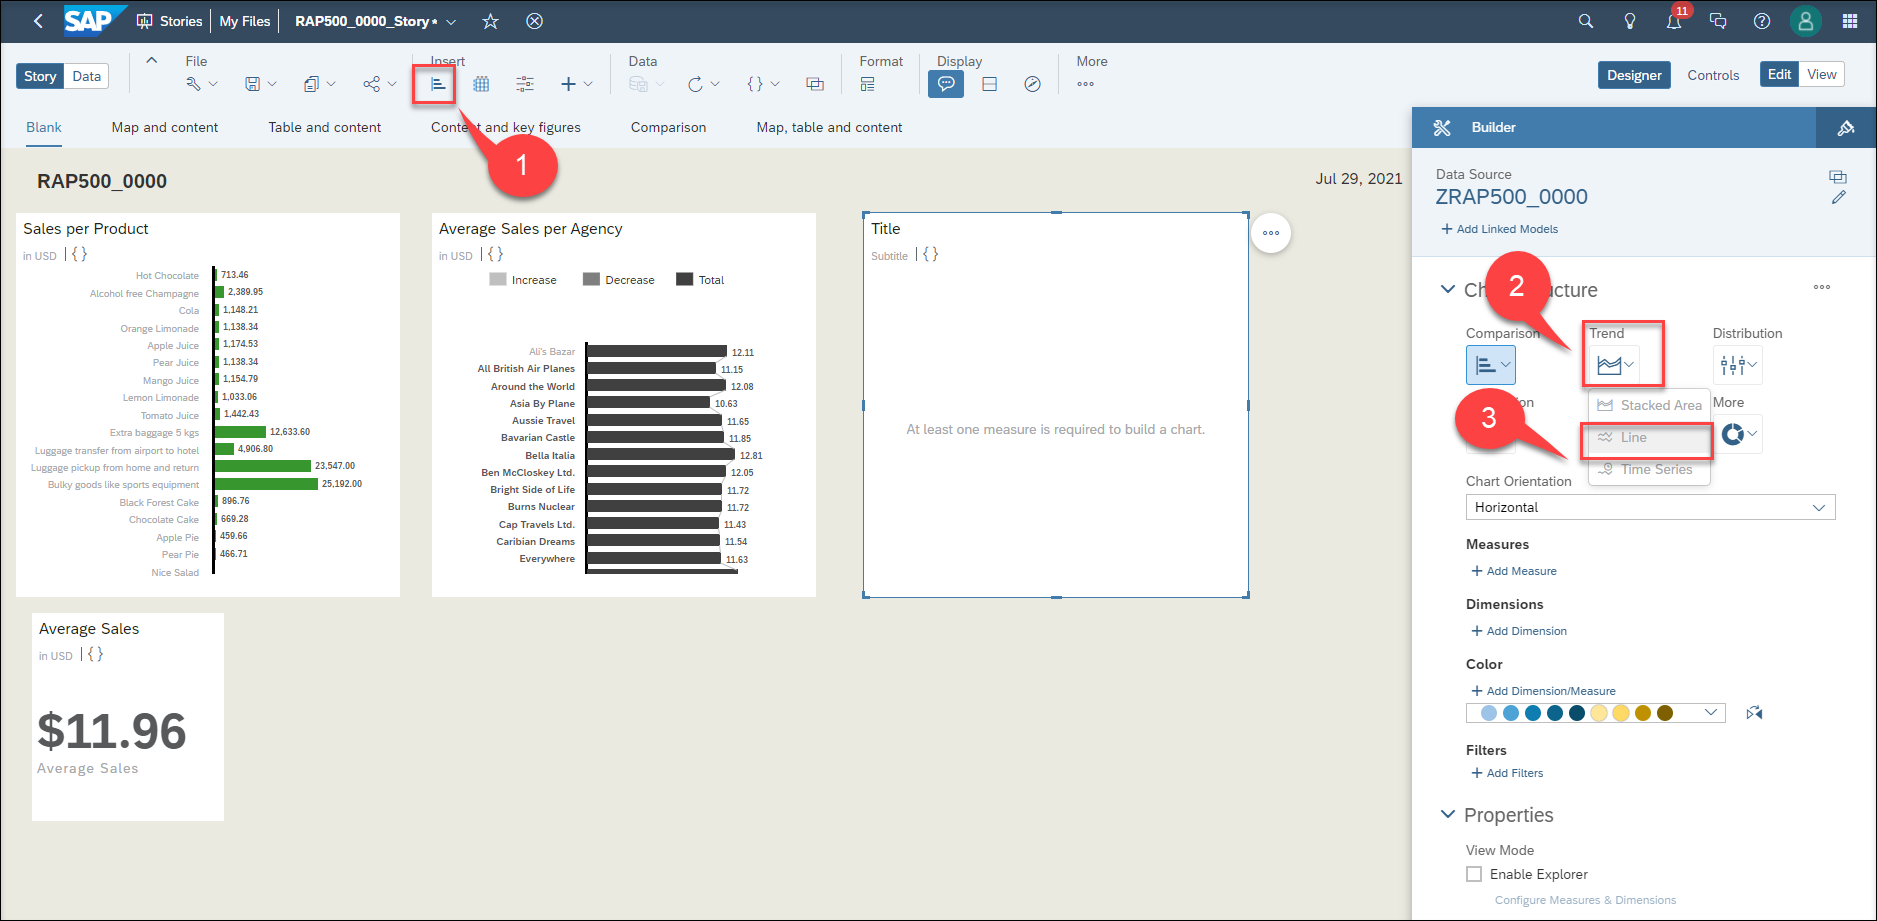 SAP Stories My Files RAP500_0000_Story * 11
Story Data
File Insert Data Format Display More
Designer Controls Edit View
Blank Map and content Table and content Content and key figures Comparison Map, table and content
1
RAP500_0000
Jul 29, 2021
Sales per Product
in USD | { }
Hot Chocolate 713.46
Alcohol free Champagne 2,389.95
Cola 1,148.21
Orange Limonade 1,138.34
Apple Juice 1,174.53
Pear Juice 1,138.34
Mango Juice 1,154.79
Lemon Limonade 1,033.06
Tomato Juice 1,442.43
Extra baggage 5 kgs 12,633.60
Luggage transfer from airport to hotel 4,906.80
Luggage pickup from home and return 23,547.00
Bulky goods like sports equipment 25,192.00
Black Forest Cake 896.76
Chocolate Cake 669.28
Apple Pie 459.66
Pear Pie 466.71
Nice Salad
Average Sales per Agency
in USD | { }
Increase Decrease Total
Ali's Bazar 12.11
All British Air Planes 11.15
Around the World 12.08
Asia By Plane 10.63
Aussie Travel 11.65
Bavarian Castle 11.85
Bella Italia 12.81
Ben McCloskey Ltd. 12.05
Bright Side of Life 11.72
Burns Nuclear 11.72
Cap Travels Ltd. 11.43
Caribian Dreams 11.54
Everywhere 11.63
Title
Subtitle | { }
At least one measure is required to build a chart.
Average Sales
in USD | { }
$11.96
Average Sales
Builder
Data Source
ZRAP500_0000
+ Add Linked Models
2
Ch ucture
Comparison Trend Distribution
3
ion More
Stacked Area
Line
Time Series
Chart Orientation
Horizontal
Measures
+ Add Measure
Dimensions
+ Add Dimension
Color
+ Add Dimension/Measure
Filters
+ Add Filters
Properties
View Mode
Enable Explorer
Configure Measures & Dimensions